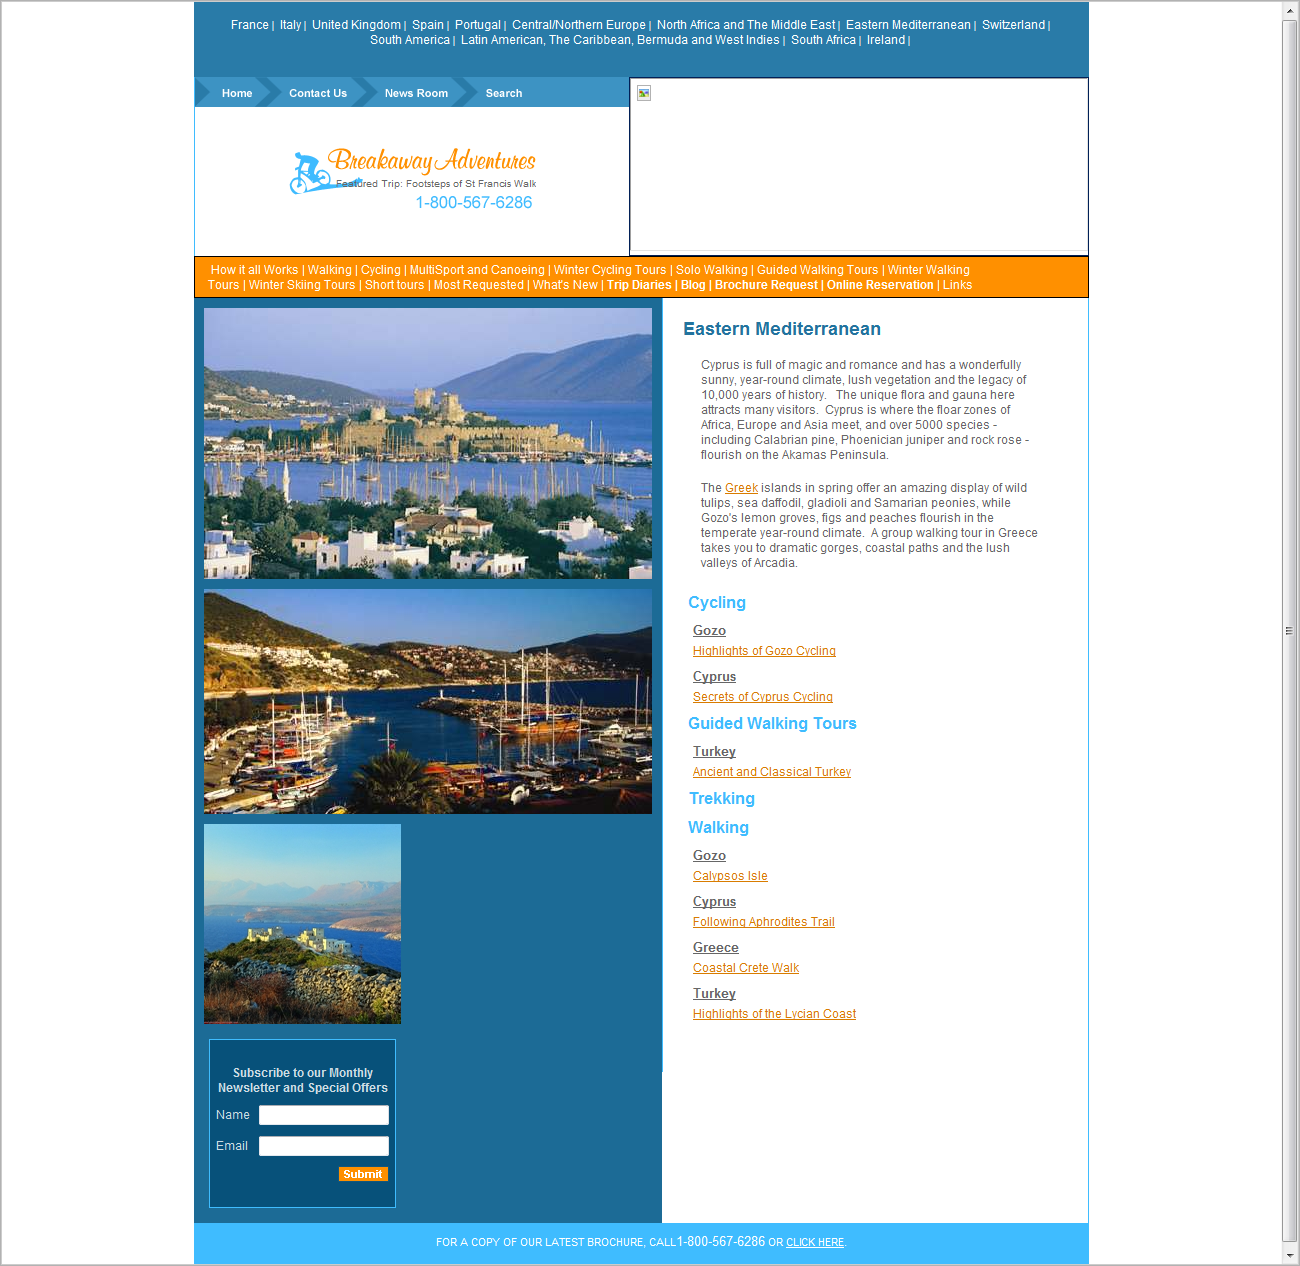 France | Italy | United Kingdom | Spain | Portugal | Central/Northern Europe | North Africa and The Middle East | Eastern Mediterranean | Switzerland |
South America | Latin American, The Caribbean, Bermuda and West Indies | South Africa | Ireland |
Home Contact Us News Room Search
Breakaway Adventures
Featured Trip: Footsteps of St Francis Walk
1-800-567-6286
How it all Works | Walking | Cycling | MultiSport and Canoeing | Winter Cycling Tours | Solo Walking | Guided Walking Tours | Winter Walking
Tours | Winter Skiing Tours | Short tours | Most Requested | What's New | Trip Diaries | Blog | Brochure Request | Online Reservation | Links
Eastern Mediterranean
Cyprus is full of magic and romance and has a wonderfully
sunny, year-round climate, lush vegetation and the legacy of
10,000 years of history. The unique flora and gauna here
attracts many visitors. Cyprus is where the floar zones of
Africa, Europe and Asia meet, and over 5000 species -
including Calabrian pine, Phoenician juniper and rock rose -
flourish on the Akamas Peninsula.
The Greek islands in spring offer an amazing display of wild
tulips, sea daffodil, gladioli and Samarian peonies, while
Gozo's lemon groves, figs and peaches flourish in the
temperate year-round climate. A group walking tour in Greece
takes you to dramatic gorges, coastal paths and the lush
valleys of Arcadia.
Cycling
Gozo
Highlights of Gozo Cycling
Cyprus
Secrets of Cyprus Cycling
Guided Walking Tours
Turkey
Ancient and Classical Turkey
Trekking
Walking
Gozo
Calypsos Isle
Cyprus
Following Aphrodites Trail
Greece
Coastal Crete Walk
Turkey
Highlights of the Lycian Coast
Subscribe to our Monthly
Newsletter and Special Offers
Name
Email
Submit
FOR A COPY OF OUR LATEST BROCHURE, CALL 1-800-567-6286 OR CLICK HERE.